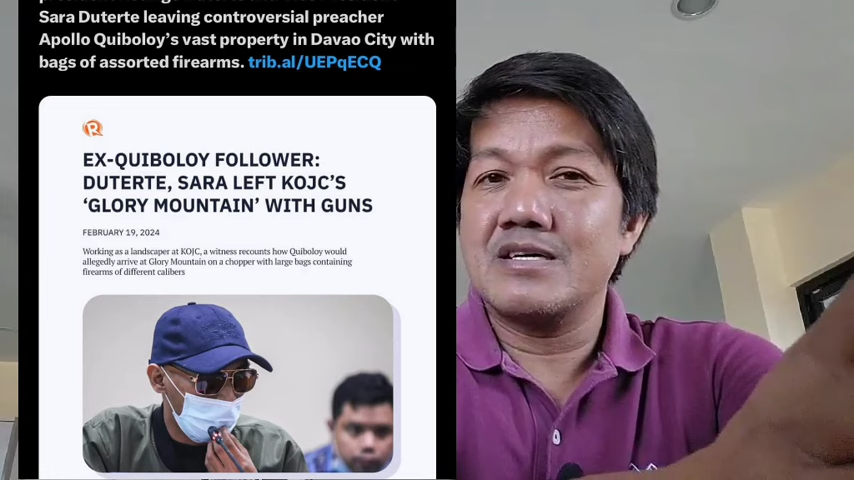 Sara Duterte leaving controversial preacher
Apollo Quiboloy's vast property in Davao City with
bags of assorted firearms. trib.al/UEPqECQ
R
EX-QUIBOLOY FOLLOWER:
DUTERTE, SARA LEFT KOJC'S
'GLORY MOUNTAIN' WITH GUNS
FEBRUARY 19, 2024
Working as a landscaper at KOJC, a witness recounts how Quiboloy would
allegedly arrive at Glory Mountain on a chopper with large bags containing
firearms of different calibers